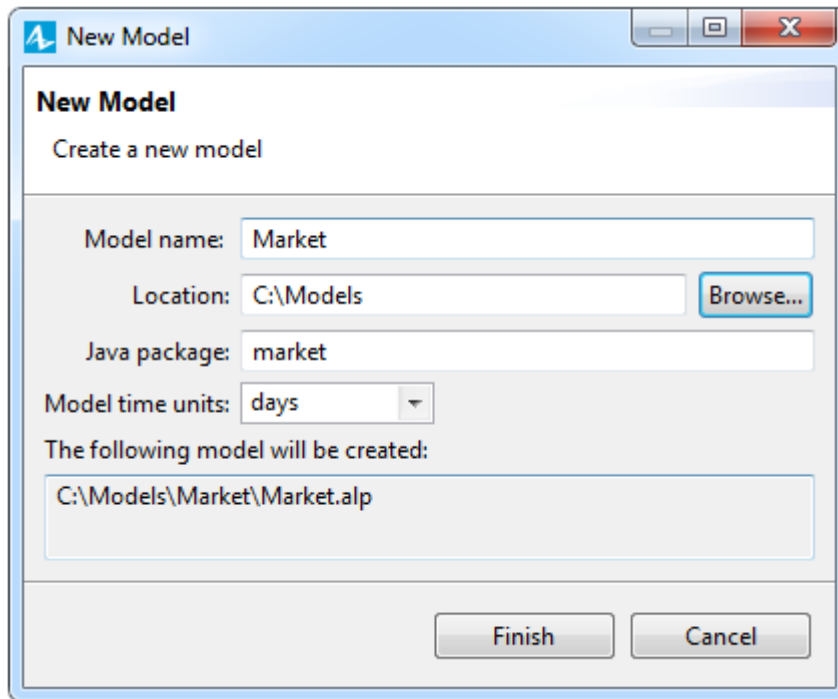 New Model
New Model
Create a new model
Model name: Market
Location: C:\Models Browse...
Java package: market
Model time units: days
The following model will be created:
C:\Models\Market\Market.alp
Finish Cancel